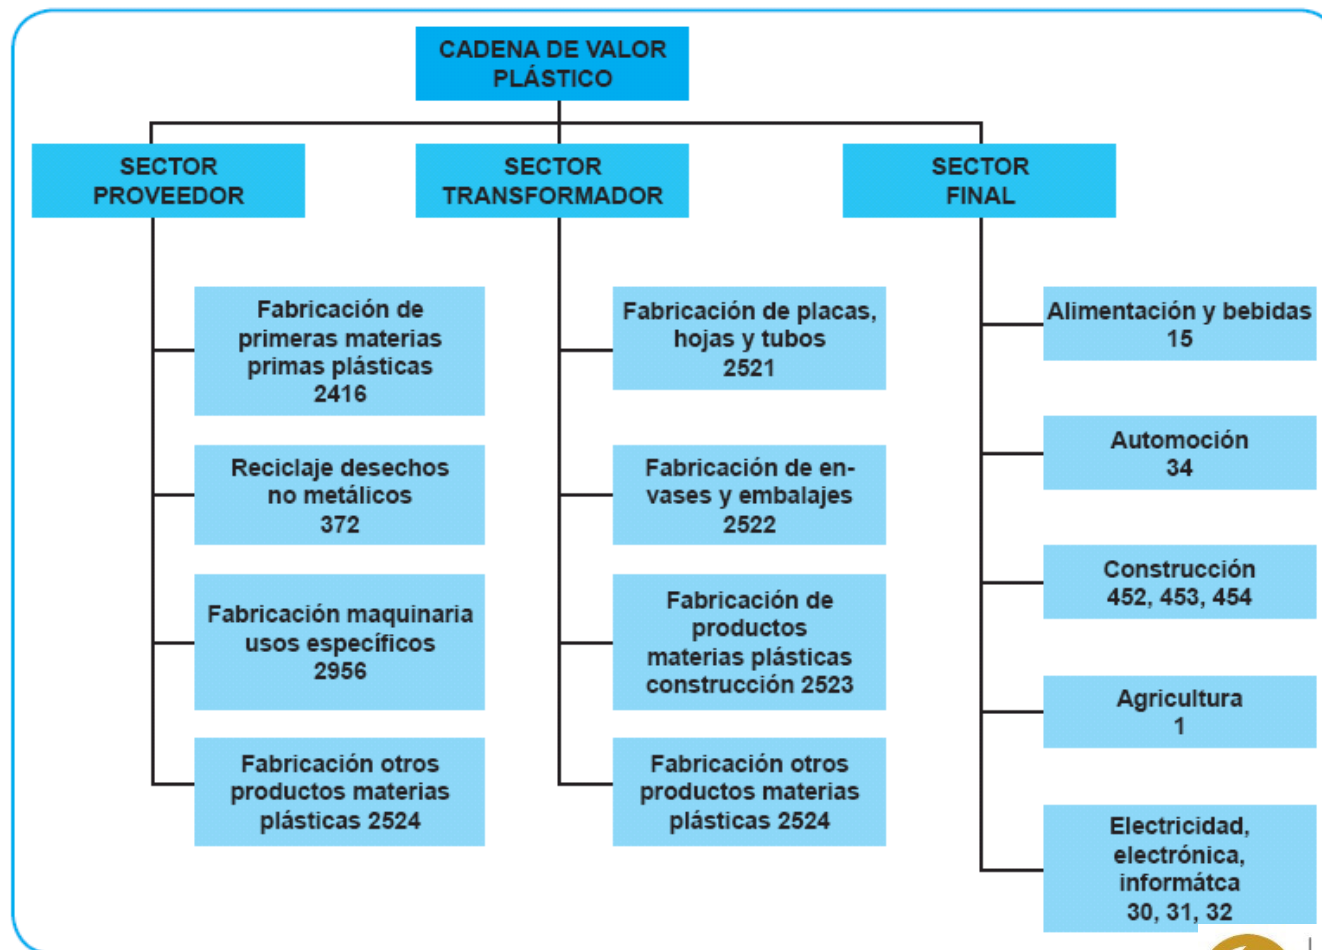 CADENA DE VALOR
PLÁSTICO
SECTOR
PROVEEDOR
Fabricación de
primeras materias
primas plásticas
2416
Reciclaje desechos
no metálicos
372
Fabricación maquinaria
usos específicos
2956
Fabricación otros
productos materias
plásticas 2524
SECTOR
TRANSFORMADOR
Fabricación de placas,
hojas y tubos
2521
Fabricación de en-
vases y embalajes
2522
Fabricación de
productos
materias plásticas
construcción 2523
Fabricación otros
productos materias
plásticas 2524
SECTOR
FINAL
Alimentación y bebidas
15
Automoción
34
Construcción
452, 453, 454
Agricultura
1
Electricidad,
electrónica,
informátca
30, 31, 32